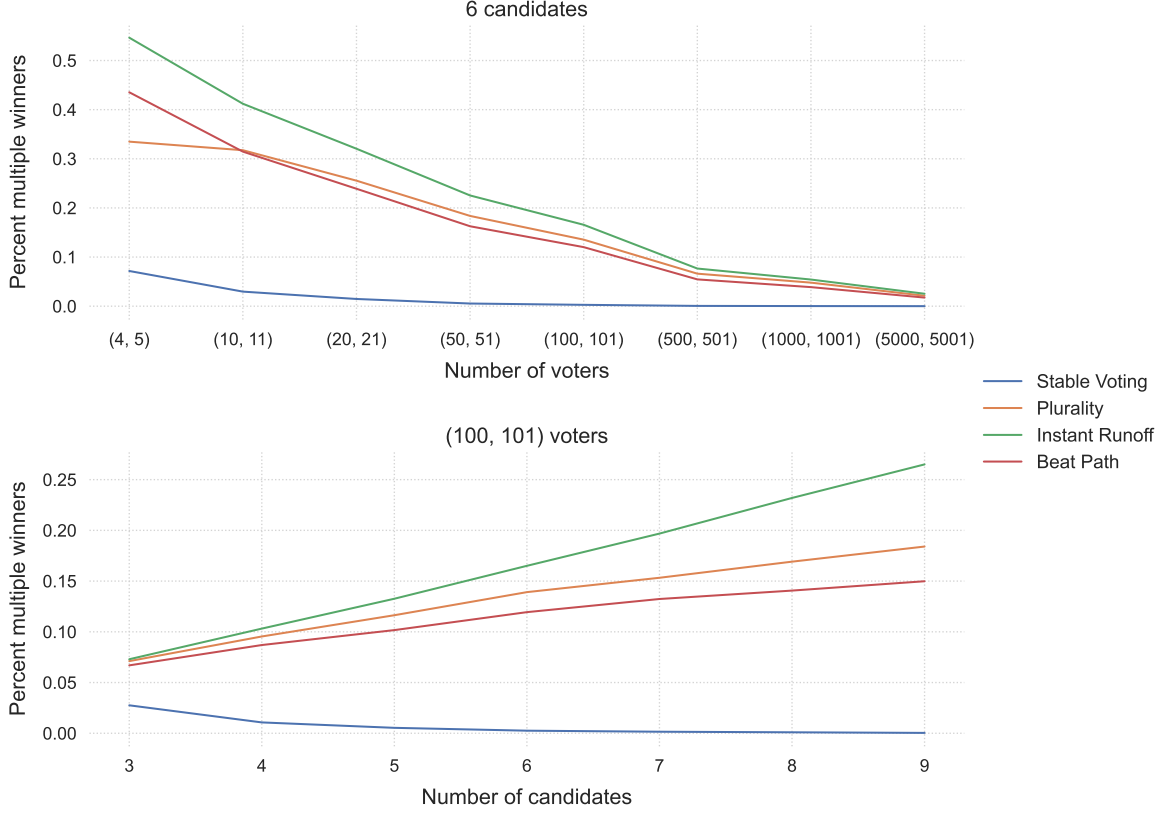 6 candidates
Percent multiple winners
0.5
0.4
0.3
0.2
0.1
0.0
(4, 5) (10, 11) (20, 21) (50, 51) (100, 101) (500, 501) (1000, 1001) (5000, 5001)
Number of voters
Stable Voting
Plurality
Instant Runoff
Beat Path
(100, 101) voters
Percent multiple winners
0.25
0.20
0.15
0.10
0.05
0.00
3 4 5 6 7 8 9
Number of candidates